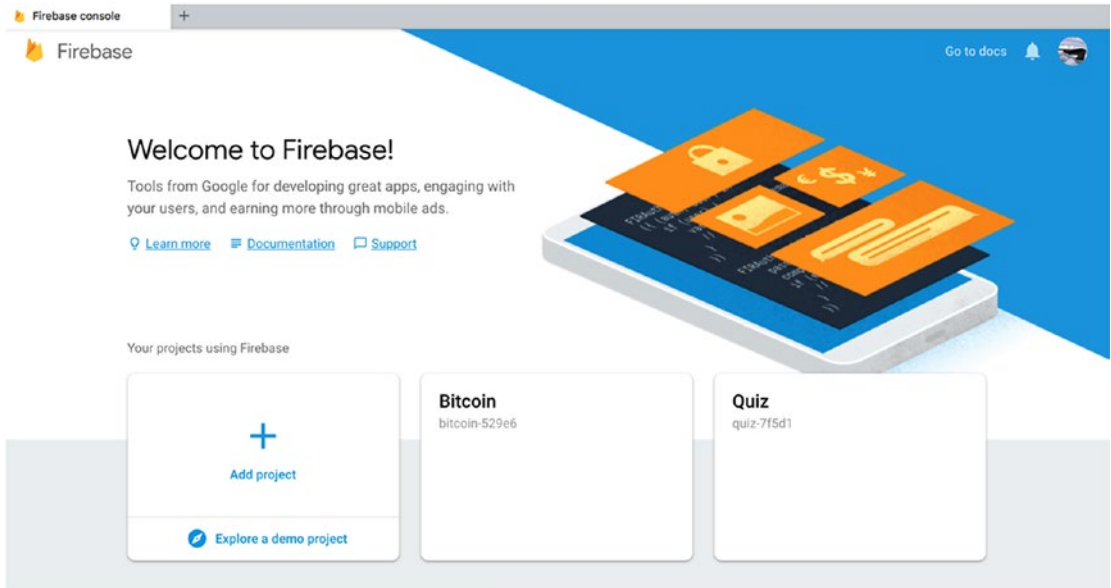 Firebase console
+
Firebase
Go to docs
Welcome to Firebase!
Tools from Google for developing great apps, engaging with
your users, and earning more through mobile ads.
Learn more Documentation Support
Your projects using Firebase
Add project
Explore a demo project
Bitcoin
bitcoin-529e6
Quiz
quiz-7f5d1